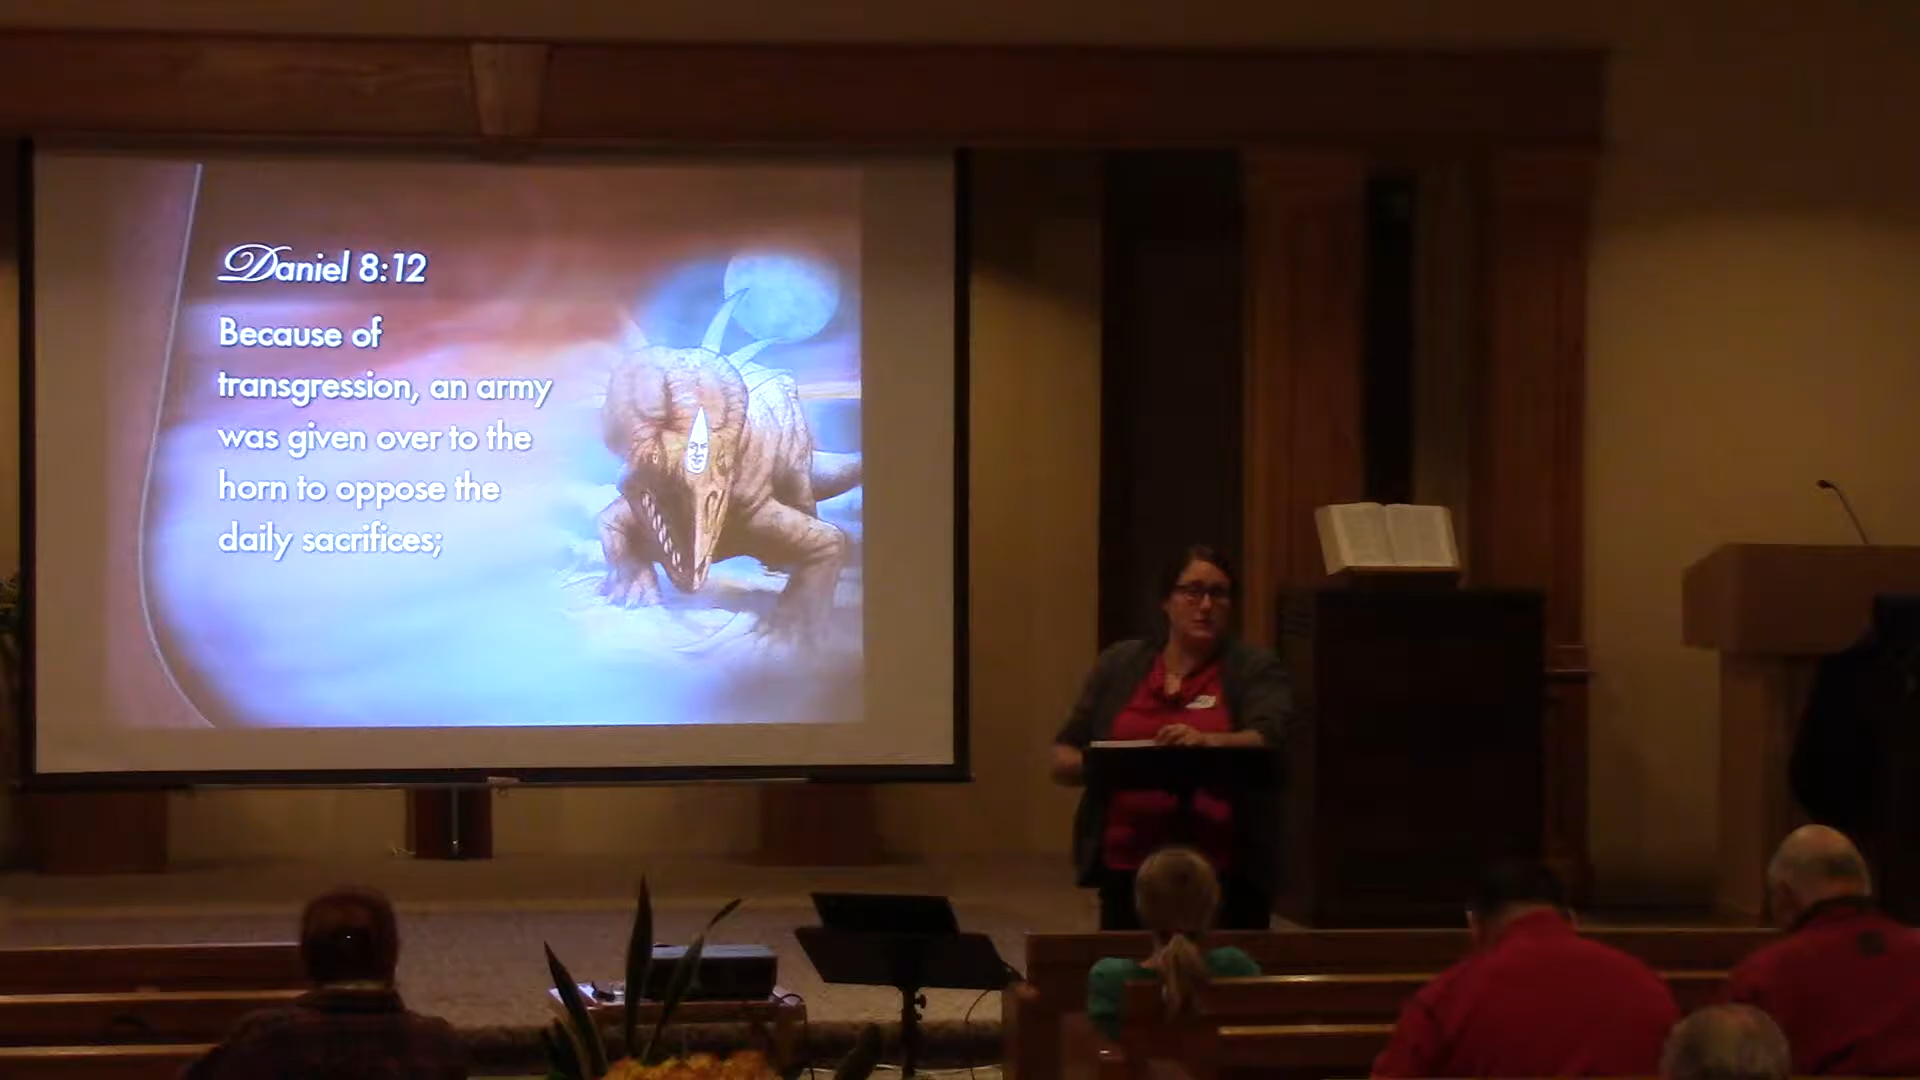 Daniel 8:12
Because of
transgression, an army
was given over to the
horn to oppose the
daily sacrifices;